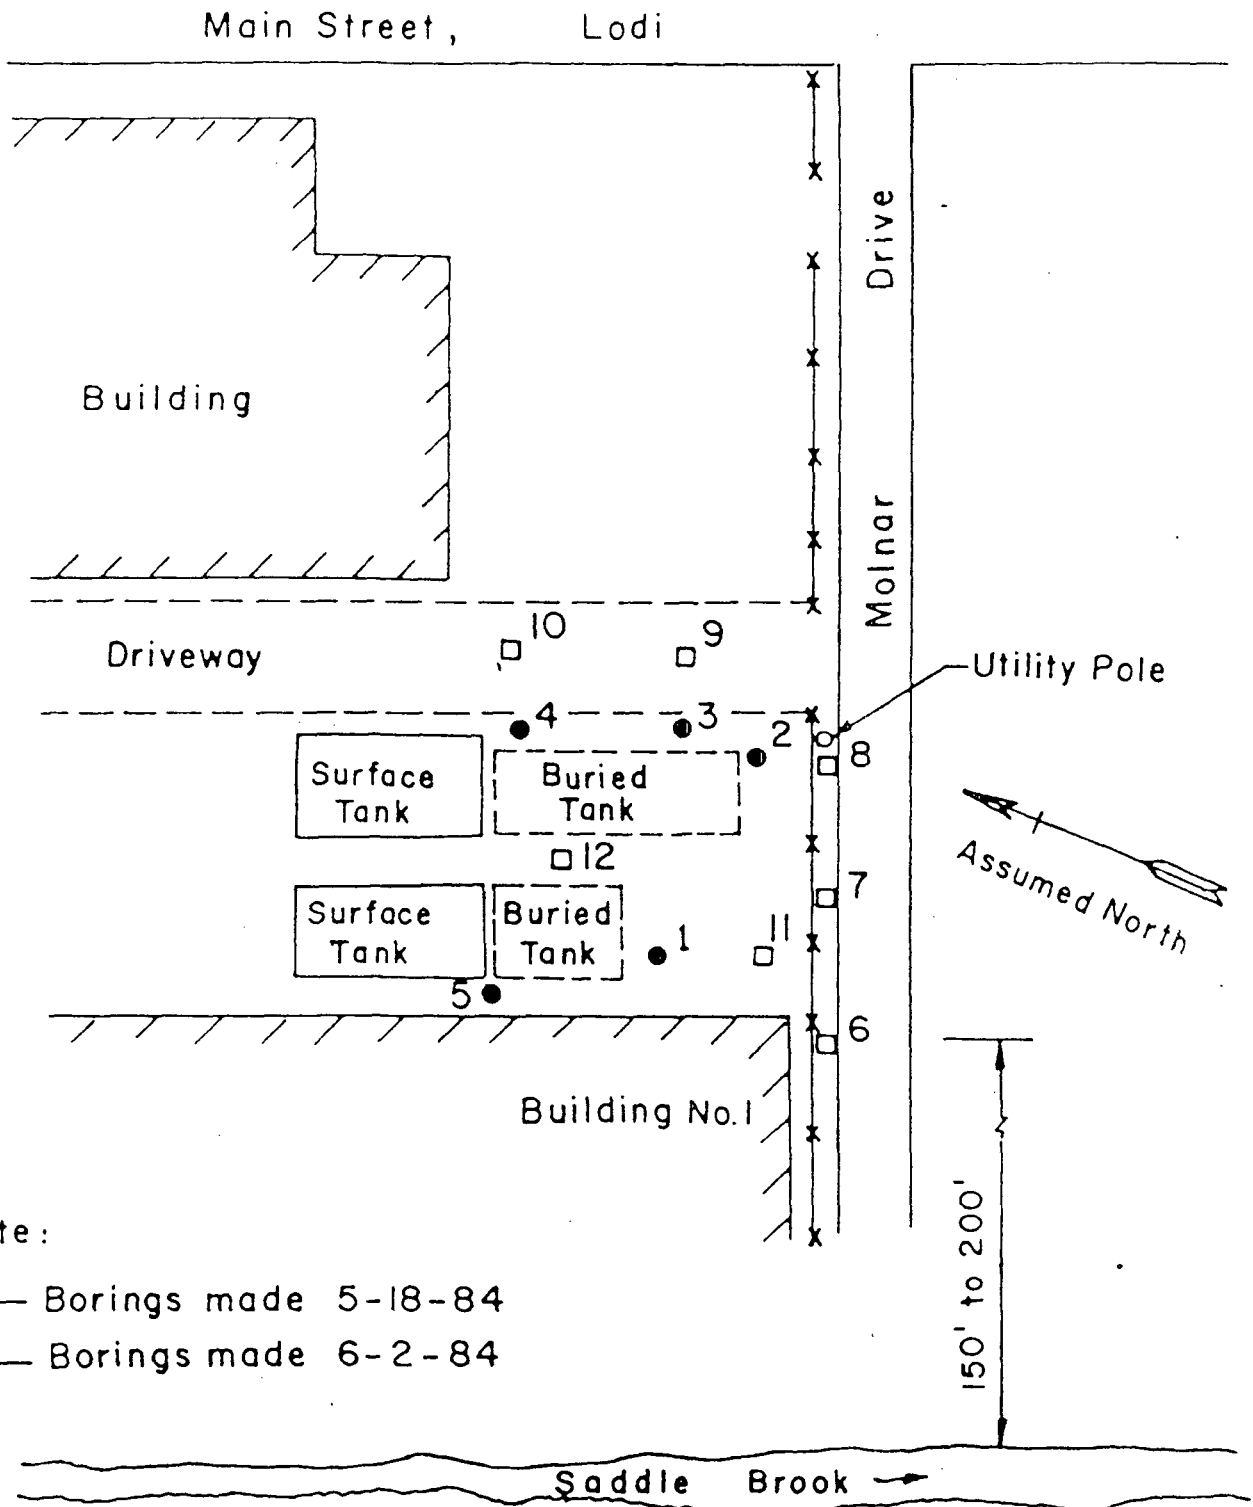 Main Street, Lodi
Drive
Building
Molnar
10
9
Driveway
Utility Pole
4
3
2
8
Surface
Tank
Buried
Tank
12
Assumed North
7
Surface
Tank
Buried
Tank
1
11
5
6
Building No. 1
150' to 200'
te:
— Borings made 5-18-84
— Borings made 6-2-84
Saddle Brook